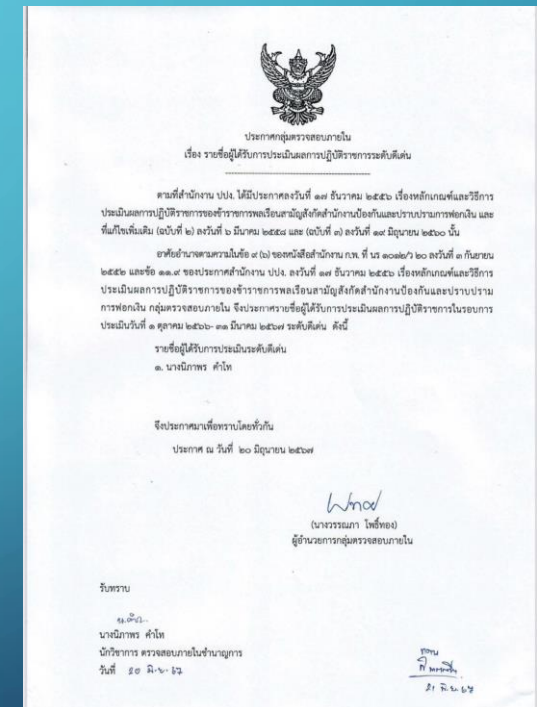 ประกาศกลุ่มตรวจสอบภายใน
เรื่อง รายชื่อผู้ได้รับการประเมินผลการปฏิบัติราชการระดับดีเด่น
ตามที่สำนักงาน ปปง. ได้มีประกาศลงวันที่ ๑๗ ธันวาคม ๒๕๕๖ เรื่องหลักเกณฑ์และวิธีการ
ประเมินผลการปฏิบัติราชการของข้าราชการพลเรือนสามัญสังกัดสำนักงานป้องกันและปราบปรามการฟอกเงิน และ
ที่แก้ไขเพิ่มเติม (ฉบับที่ ๒) ลงวันที่ ๖ มีนาคม ๒๕๕๘ และ (ฉบับที่ ๓) ลงวันที่ ๑๙ มิถุนายน ๒๕๖๐ นั้น
อาศัยอำนาจตามความในข้อ ๙ (๖) ของหนังสือสำนักงาน ก.พ. ที่ นร ๑๐๑๒/ว ๒๐ ลงวันที่ ๓ กันยายน
๒๕๕๒ และข้อ ๑๑.๙ ของประกาศสำนักงาน ปปง. ลงวันที่ ๑๗ ธันวาคม ๒๕๕๖ เรื่องหลักเกณฑ์และวิธีการ
ประเมินผลการปฏิบัติราชการของข้าราชการพลเรือนสามัญสังกัดสำนักงานป้องกันและปราบปราม
การฟอกเงิน กลุ่มตรวจสอบภายใน จึงประกาศรายชื่อผู้ได้รับการประเมินผลการปฏิบัติราชการในรอบการ
ประเมินวันที่ ๑ ตุลาคม ๒๕๖๖- ๓๑ มีนาคม ๒๕๖๗ ระดับดีเด่น ดังนี้
รายชื่อผู้ได้รับการประเมินระดับดีเด่น
๑. นางนิภาพร คำโท
จึงประกาศมาเพื่อทราบโดยทั่วกัน
ประกาศ ณ วันที่ ๒๐ มิถุนายน ๒๕๖๗
(นางวรรณภา โพธิ์ทอง)
ผู้อำนวยการกลุ่มตรวจสอบภายใน
รับทราบ
นางนิภาพร คำโท
นักวิชาการ ตรวจสอบภายในชำนาญการ
วันที่ ๒๐ มิ.ย. ๖๗
๒๑ มิ.ย. ๖๗